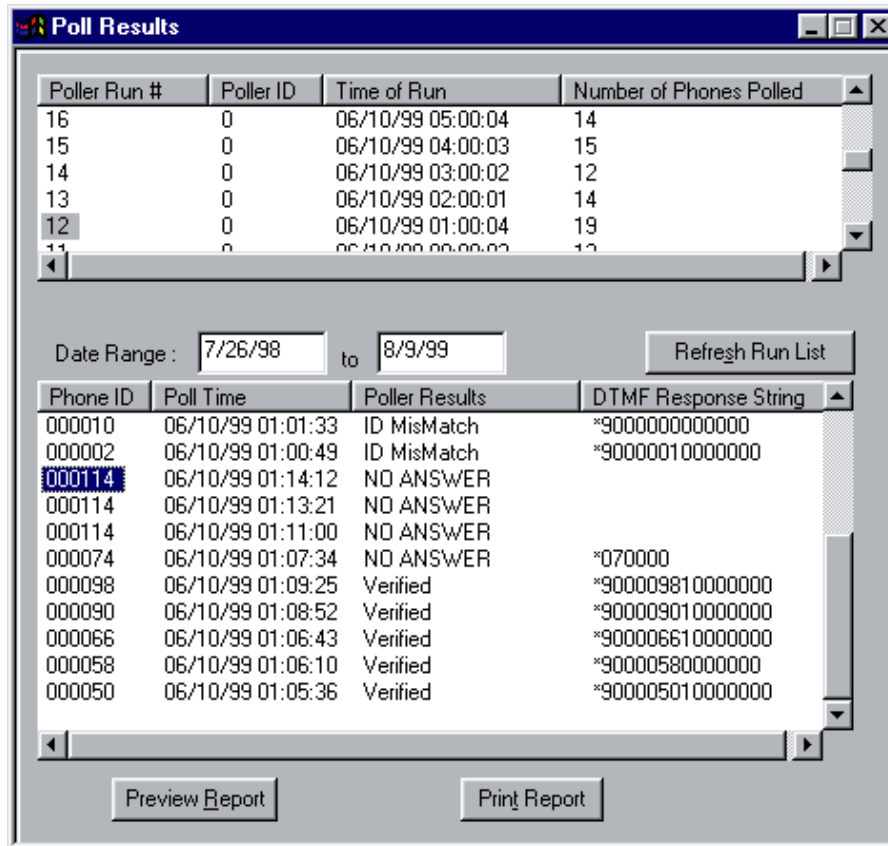 Poll Results
Poller Run # Poller ID Time of Run Number of Phones Polled
16 0 06/10/99 05:00:04 14
15 0 06/10/99 04:00:03 15
14 0 06/10/99 03:00:02 12
13 0 06/10/99 02:00:01 14
12 0 06/10/99 01:00:04 19
Date Range : 7/26/98 to 8/9/99 Refresh Run List
Phone ID Poll Time Poller Results DTMF Response String
000010 06/10/99 01:01:33 ID MisMatch *9000000000000
000002 06/10/99 01:00:49 ID MisMatch *90000010000000
000114 06/10/99 01:14:12 NO ANSWER
000114 06/10/99 01:13:21 NO ANSWER
000114 06/10/99 01:11:00 NO ANSWER
000074 06/10/99 01:07:34 NO ANSWER *070000
000098 06/10/99 01:09:25 Verified *900009810000000
000090 06/10/99 01:08:52 Verified *900009010000000
000066 06/10/99 01:06:43 Verified *900006610000000
000058 06/10/99 01:06:10 Verified *90000580000000
000050 06/10/99 01:05:36 Verified *900005010000000
Preview Report Print Report